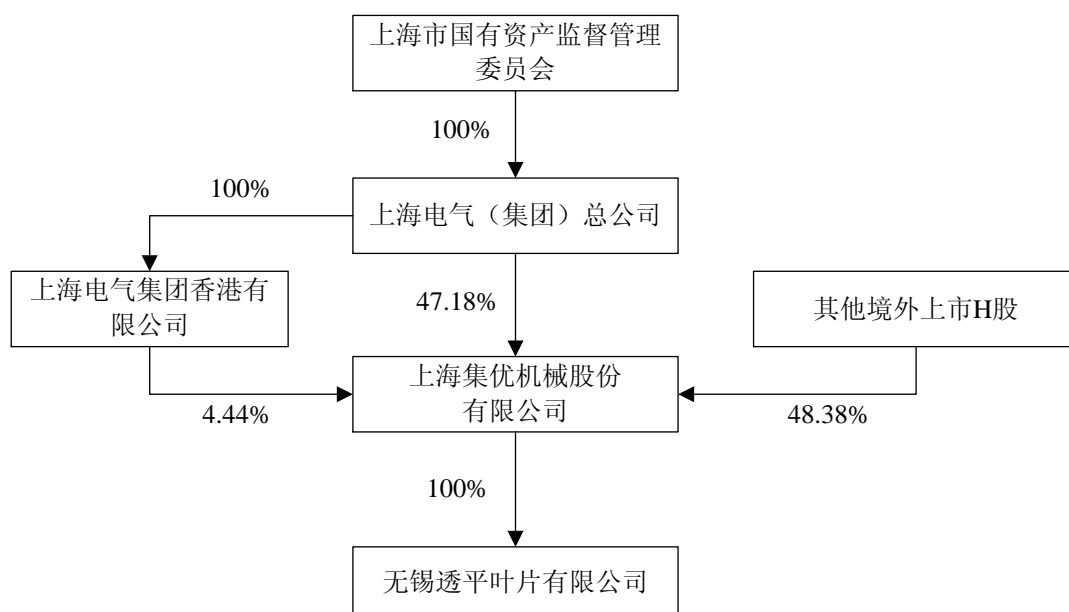 上海市国有资产监督管理
委员会
100%
100%
上海电气（集团）总公司
上海电气集团香港有
限公司
47.18%
其他境外上市H股
上海集优机械股份
有限公司
4.44%
48.38%
100%
无锡透平叶片有限公司